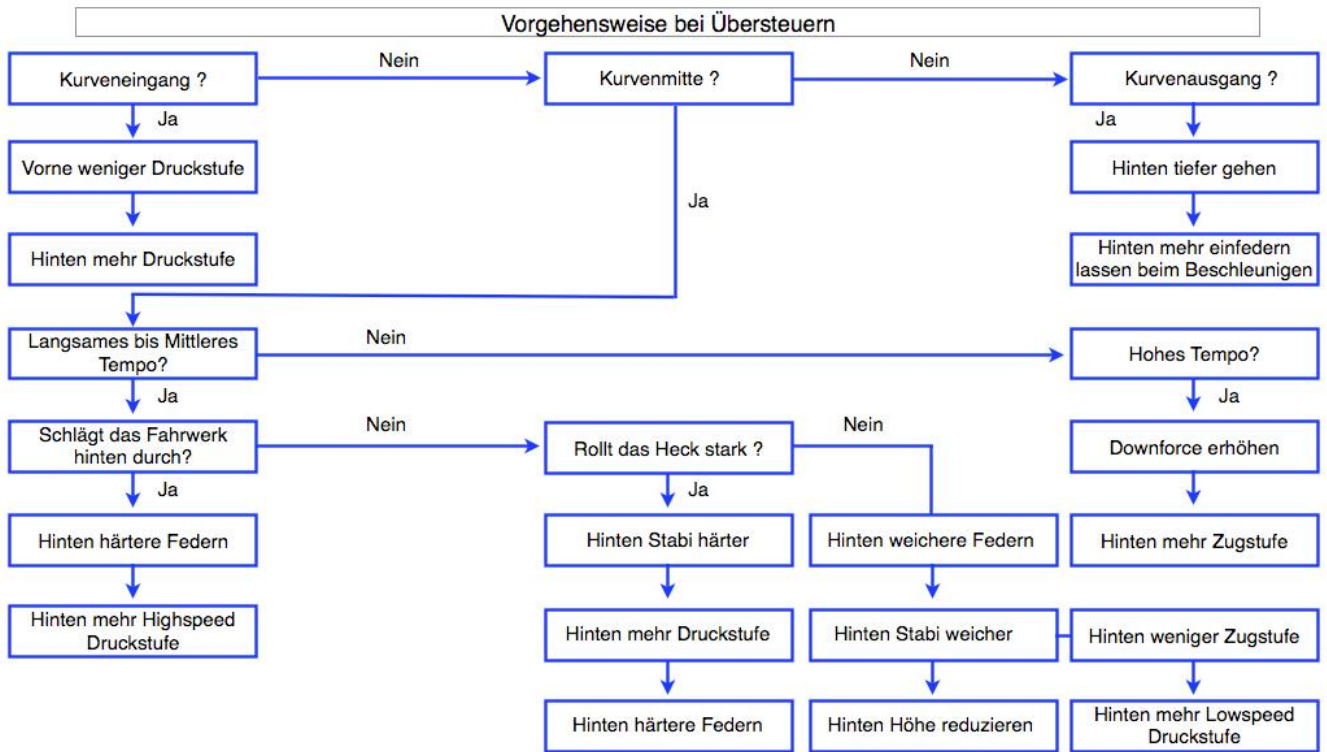 Vorgehensweise bei Übersteuern
Kurveneingang ?
Nein
Kurvenmitte ?
Nein
Kurvenausgang ?
Ja
Ja
Vorne weniger Druckstufe
Hinten tiefer gehen
Ja
Hinten mehr Druckstufe
Hinten mehr einfedern
lassen beim Beschleunigen
Langsames bis Mittleres
Tempo?
Nein
Hohes Tempo?
Ja
Ja
Schlägt das Fahrwerk
hinten durch?
Nein
Rollt das Heck stark ?
Nein
Downforce erhöhen
Ja
Ja
Hinten härtere Federn
Hinten Stabi härter
Hinten weichere Federn
Hinten mehr Zugstufe
Hinten mehr Highspeed
Druckstufe
Hinten mehr Druckstufe
Hinten Stabi weicher
Hinten weniger Zugstufe
Hinten härtere Federn
Hinten Höhe reduzieren
Hinten mehr Lowspeed
Druckstufe